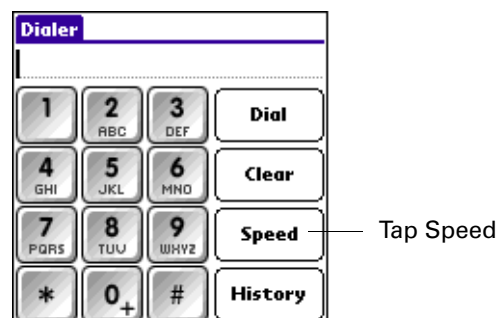 Dialer
1 2 ABC 3 DEF Dial
4 GHI 5 JKL 6 MNO Clear
7 PQRS 8 TUV 9 WXYZ Speed Tap Speed
* 0 + # History